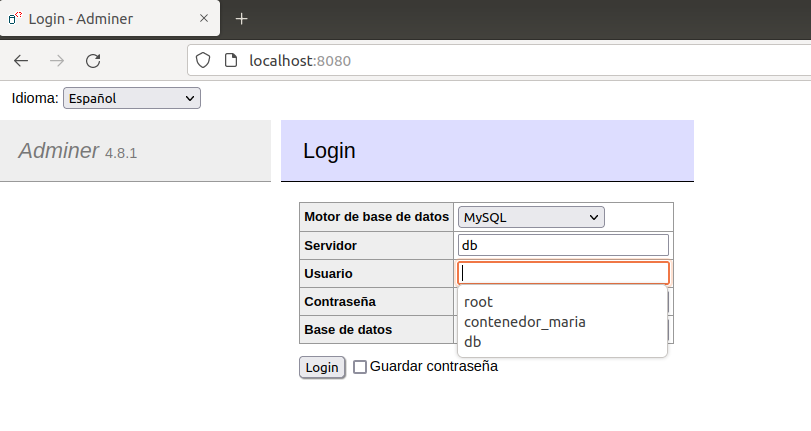 Login - Adminer
localhost:8080
Idioma: Español
Adminer 4.8.1
Login
Motor de base de datos MySQL
Servidor db
Usuario
Contraseña
Base de datos
root
contenedor_maria
db
Login Guardar contraseña